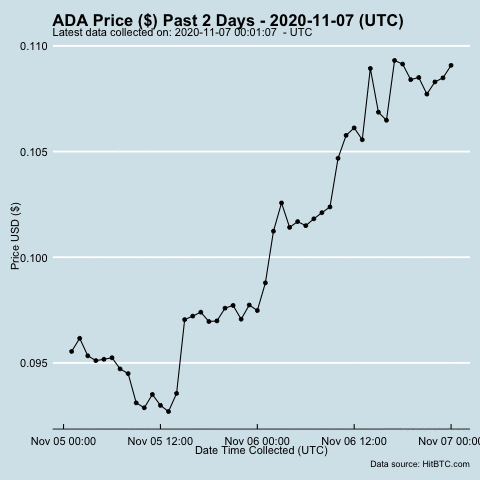 ADA Price ($) Past 2 Days - 2020-11-07 (UTC)
Latest data collected on: 2020-11-07 00:01:07 - UTC
0.110
0.105
0.100
0.095
Price USD ($)
Nov 05 00:00 Nov 05 12:00 Nov 06 00:00 Nov 06 12:00 Nov 07 00:00
Date Time Collected (UTC)
Data source: HitBTC.com